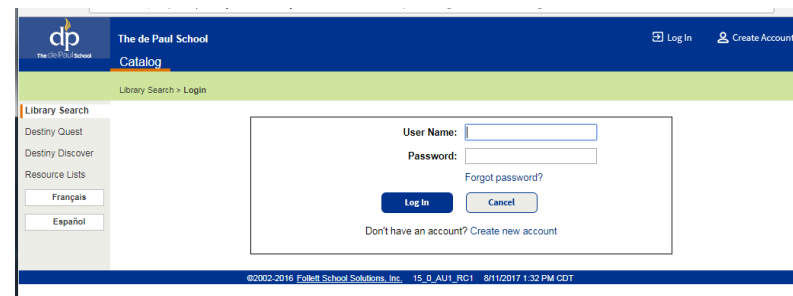 dp
The de Paul School
The de Paul School
Log In
Create Account
Catalog
Library Search > Login
Library Search
Destiny Quest
Destiny Discover
Resource Lists
Français
Español
User Name:
Password:
Forgot password?
Log In
Cancel
Don't have an account? Create new account
©2002-2016 Follett School Solutions, Inc. 15_0_AU1_RC1 8/11/2017 1:32 PM CDT